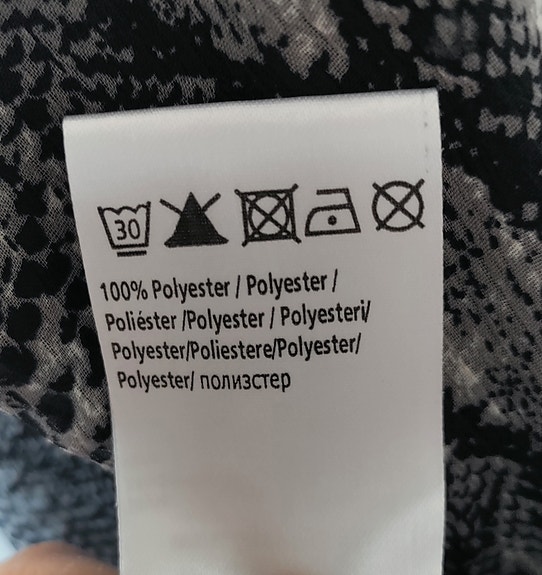 30
100% Polyester / Polyester /
Poliéster /Polyester / Polyesteri/
Polyester/Poliestere/Polyester/
Polyester/ полиэстер